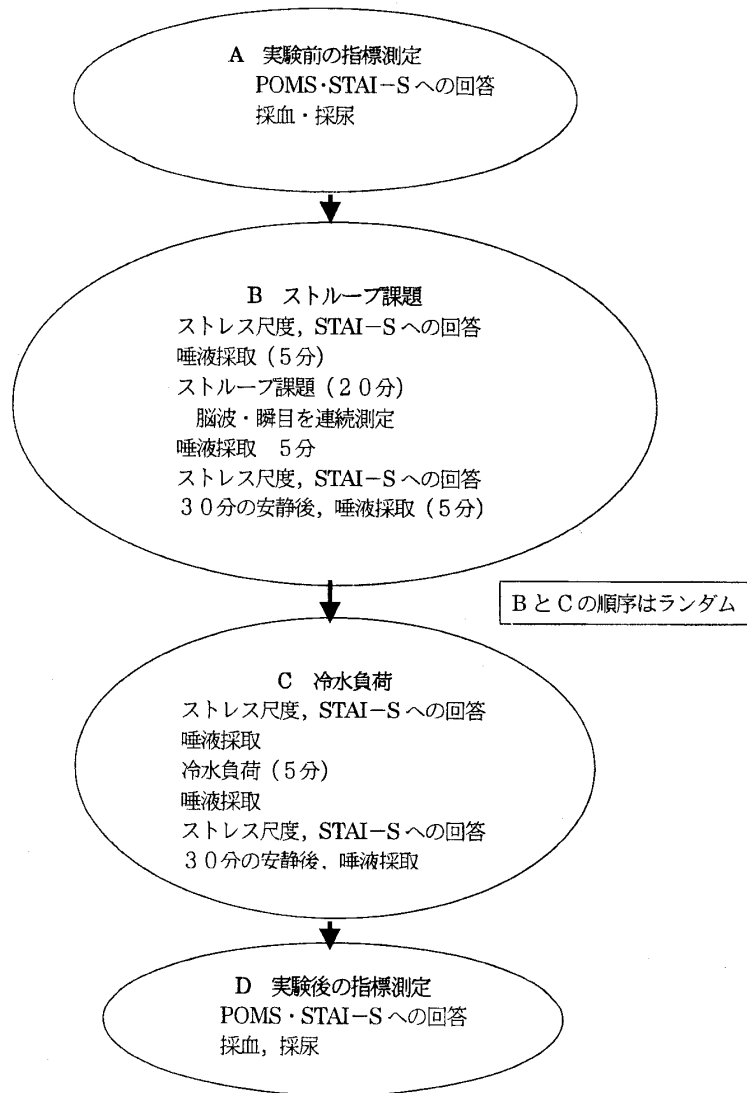 A 実験前の指標測定
POMS・STAI-S への回答
採血・採尿
B ストループ課題
ストレス尺度, STAI-S への回答
唾液採取(5分)
ストループ課題(20分)
脳波・瞬目を連続測定
唾液採取 5分
ストレス尺度, STAI-S への回答
30分の安静後, 唾液採取(5分)
BとCの順序はランダム
C 冷水負荷
ストレス尺度, STAI-S への回答
唾液採取
冷水負荷(5分)
唾液採取
ストレス尺度, STAI-S への回答
30分の安静後, 唾液採取
D 実験後の指標測定
POMS・STAI-S への回答
採血, 採尿